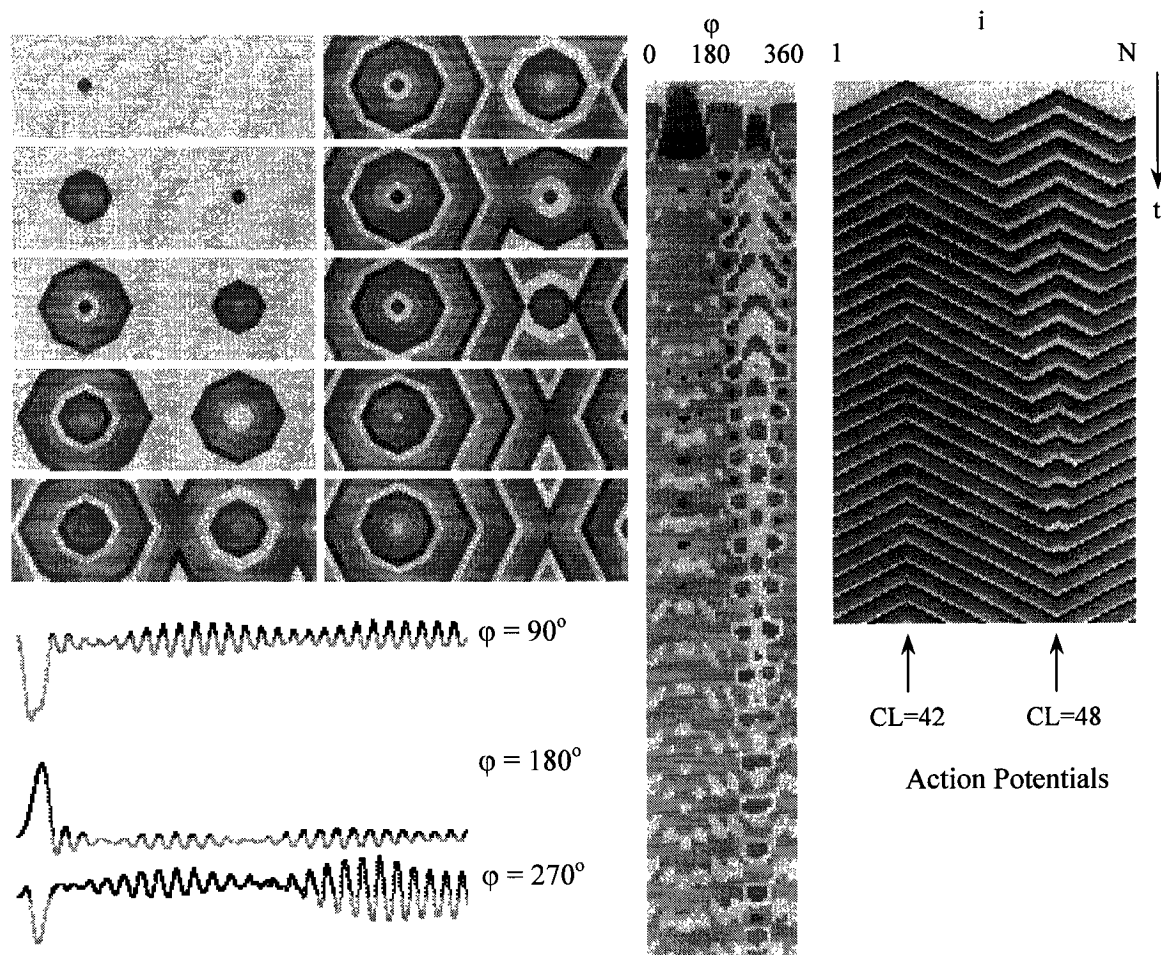 φ
0 180 360
i
1 N
t
φ = 90°
φ = 180°
φ = 270°
CL=42 CL=48
Action Potentials